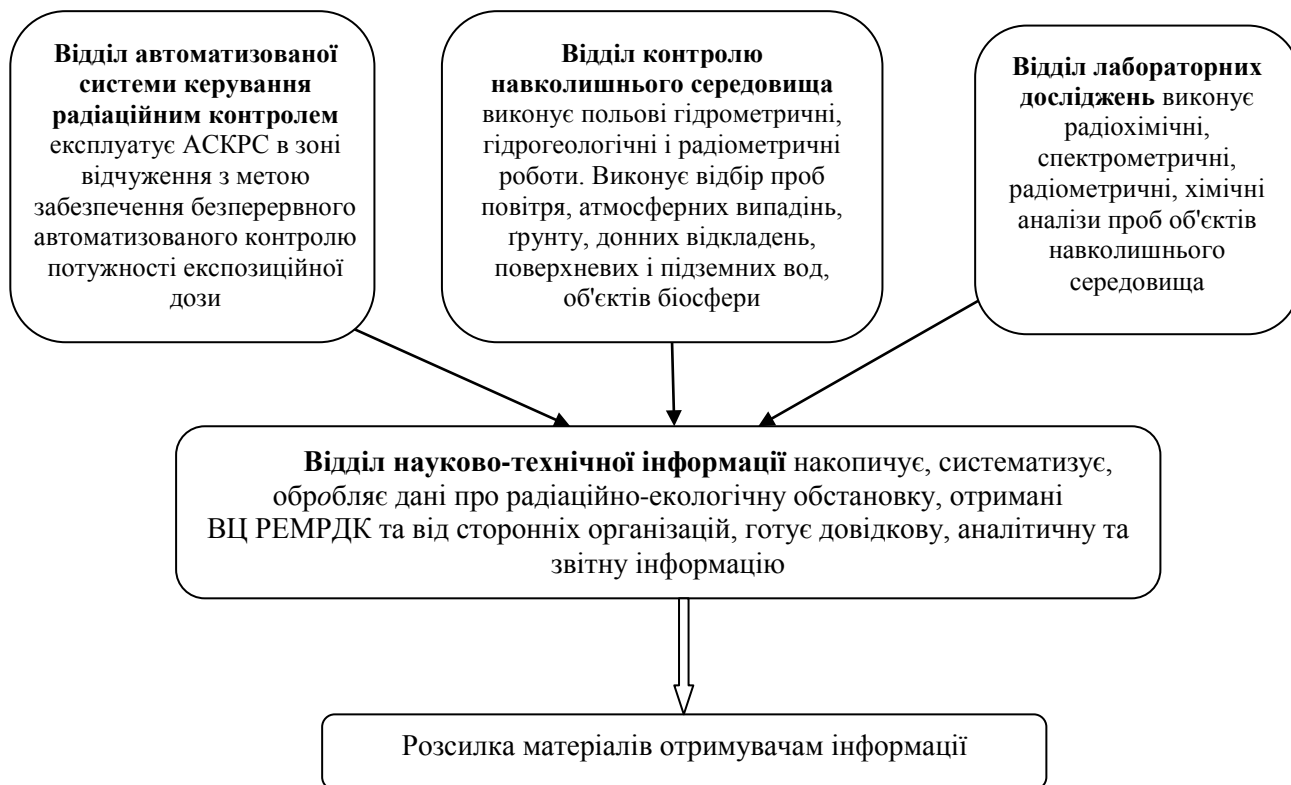 Відділ автоматизованої
системи керування
радіаційним контролем
експлуатує АСКРС в зоні
відчуження з метою
забезпечення безперервного
автоматизованого контролю
потужності експозиційної
дози
Відділ контролю
навколишнього середовища
виконує польові гідрометричні,
гідрогеологічні і радіометричні
роботи. Виконує відбір проб
повітря, атмосферних випадінь,
ґрунту, донних відкладень,
поверхневих і підземних вод,
об'єктів біосфери
Відділ лабораторних
досліджень виконує
радіохімічні,
спектрометричні,
радіометричні, хімічні
аналізи проб об'єктів
навколишнього
середовища
Відділ науково-технічної інформації накопичує, систематизує,
обробляє дані про радіаційно-екологічну обстановку, отримані
ВЦ РЕМРДК та від сторонніх організацій, готує довідкову, аналітичну та
звітну інформацію
Розсилка матеріалів отримувачам інформації